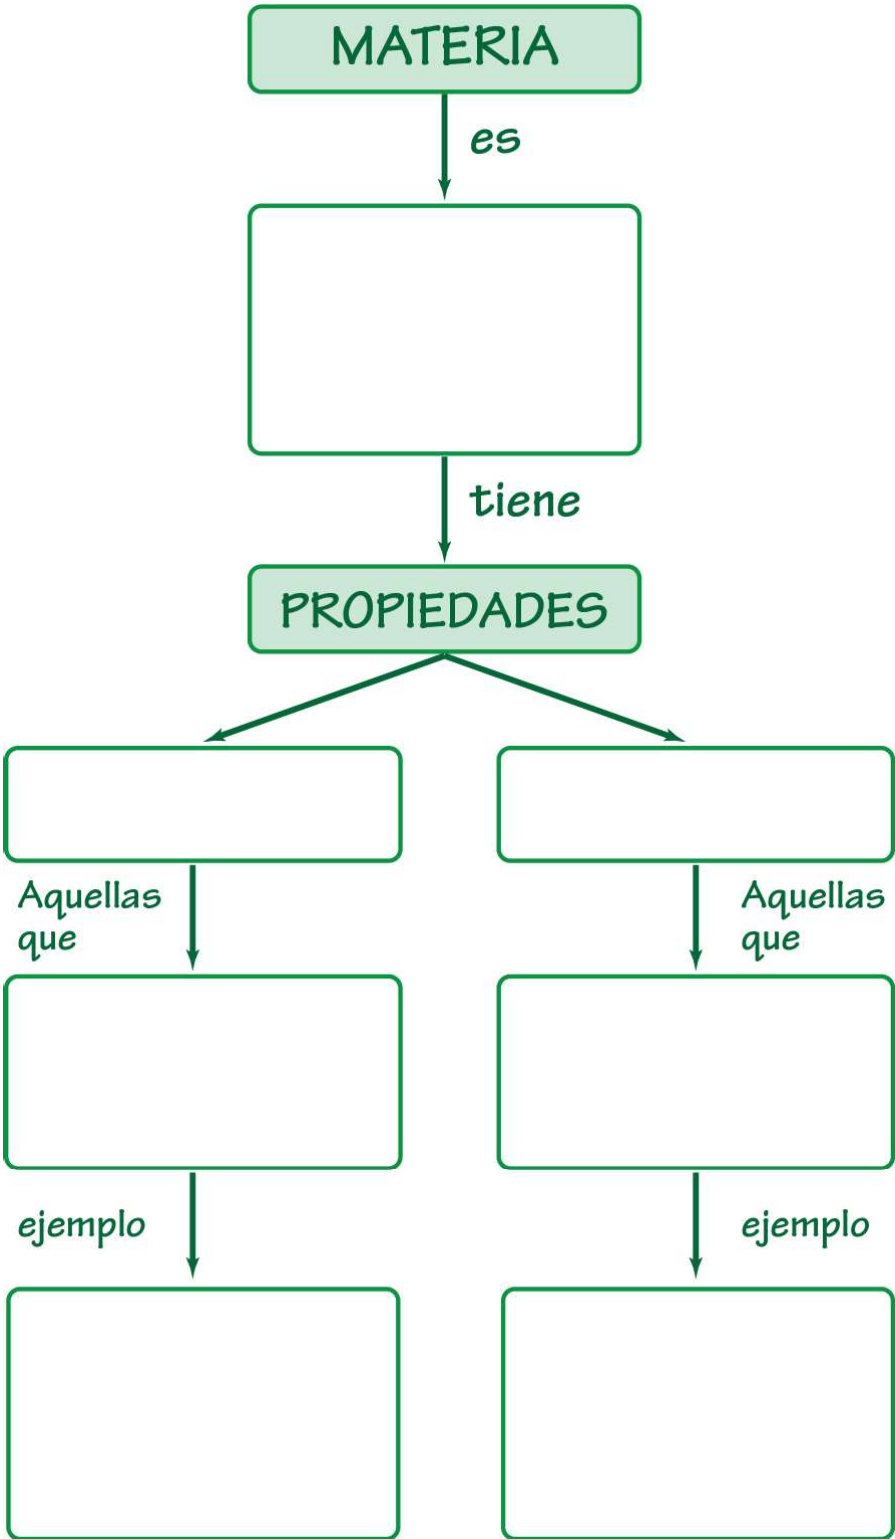 MATERIA
es
tiene
PROPIEDADES
Aquellas
que
Aquellas
que
ejemplo
ejemplo